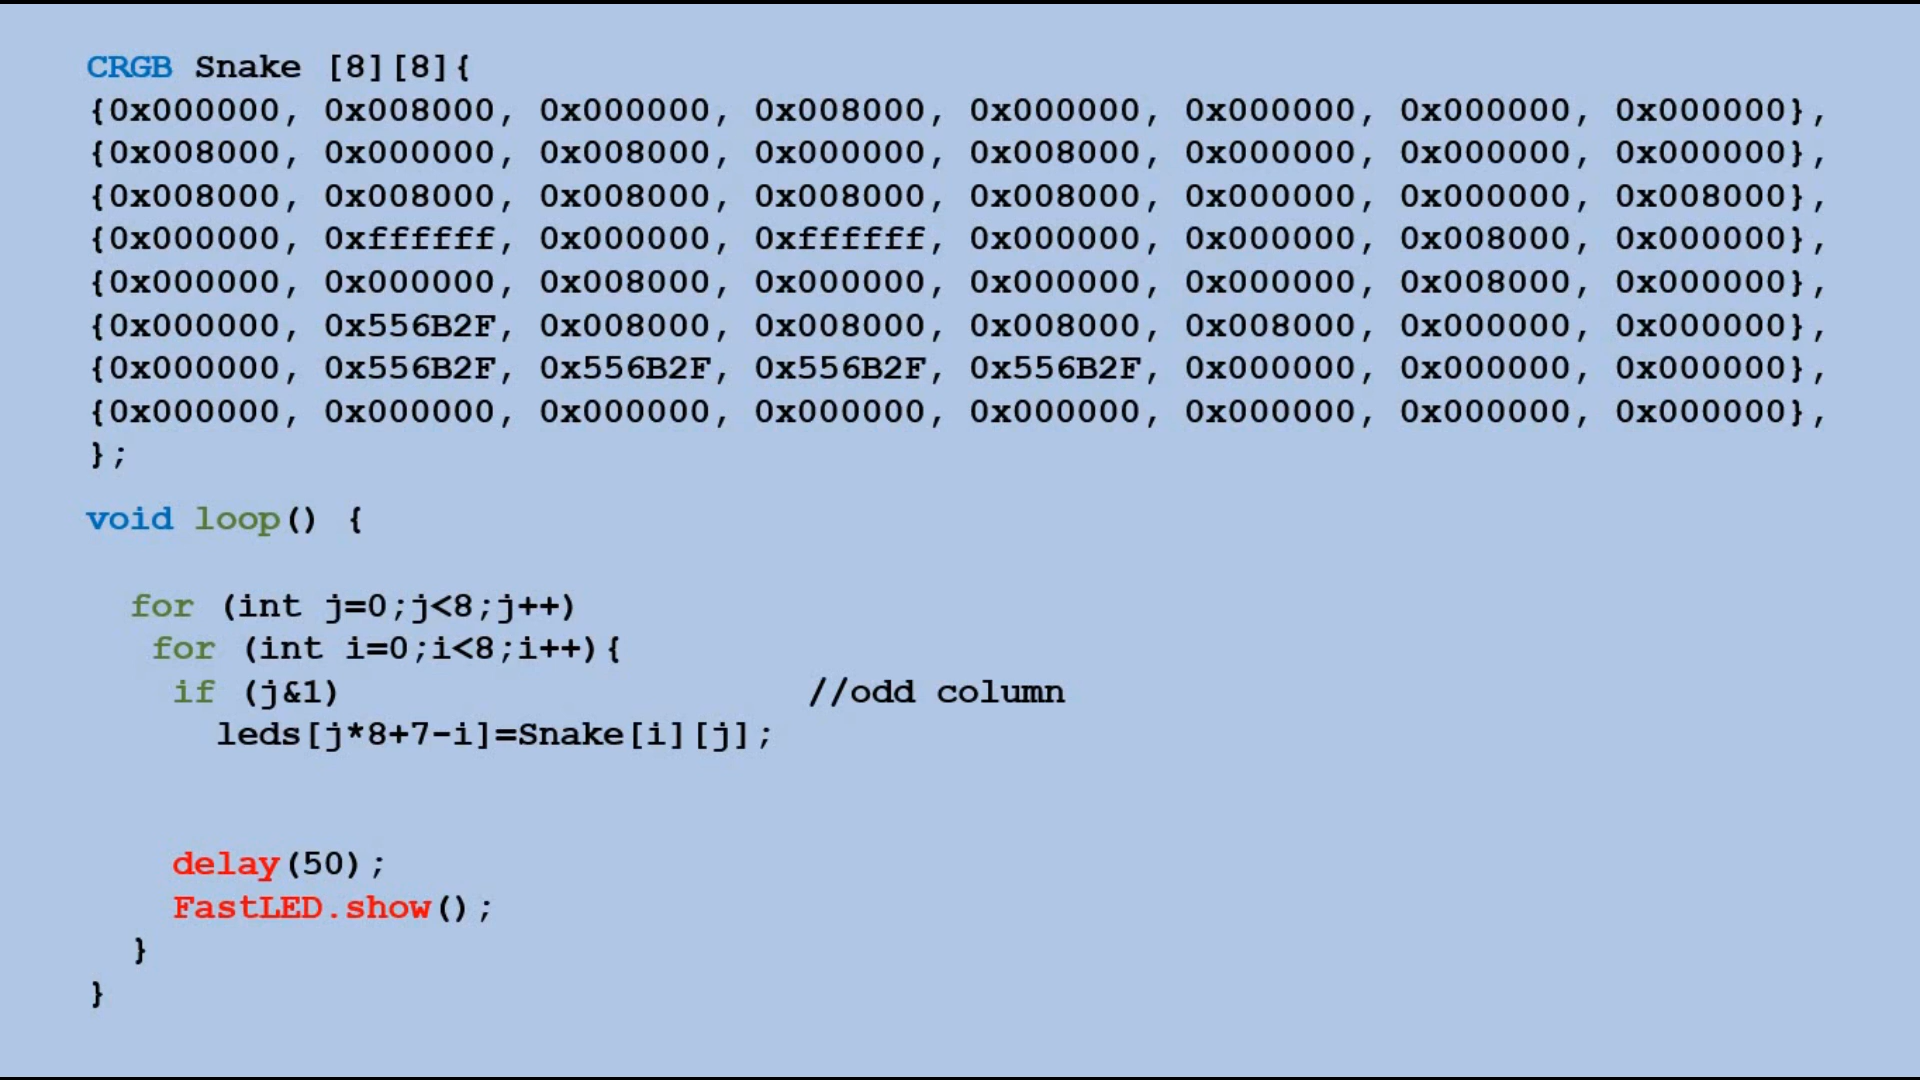 CRGB Snake [8][8]{
{0x000000, 0x008000, 0x000000, 0x008000, 0x000000, 0x000000, 0x000000, 0x000000},
{0x008000, 0x000000, 0x008000, 0x000000, 0x008000, 0x000000, 0x000000, 0x000000},
{0x008000, 0x008000, 0x008000, 0x008000, 0x008000, 0x000000, 0x000000, 0x008000},
{0x000000, 0xffffff, 0x000000, 0xffffff, 0x000000, 0x000000, 0x008000, 0x000000},
{0x000000, 0x000000, 0x008000, 0x000000, 0x000000, 0x000000, 0x008000, 0x000000},
{0x000000, 0x556B2F, 0x008000, 0x008000, 0x008000, 0x008000, 0x000000, 0x000000},
{0x000000, 0x556B2F, 0x556B2F, 0x556B2F, 0x556B2F, 0x000000, 0x000000, 0x000000},
{0x000000, 0x000000, 0x000000, 0x000000, 0x000000, 0x000000, 0x000000, 0x000000},
};
void loop() {
for (int j=0;j<8;j++)
for (int i=0;i<8;i++){
if (j&1) //odd column
leds[j*8+7-i]=Snake[i][j];
delay(50);
FastLED.show();
}
}